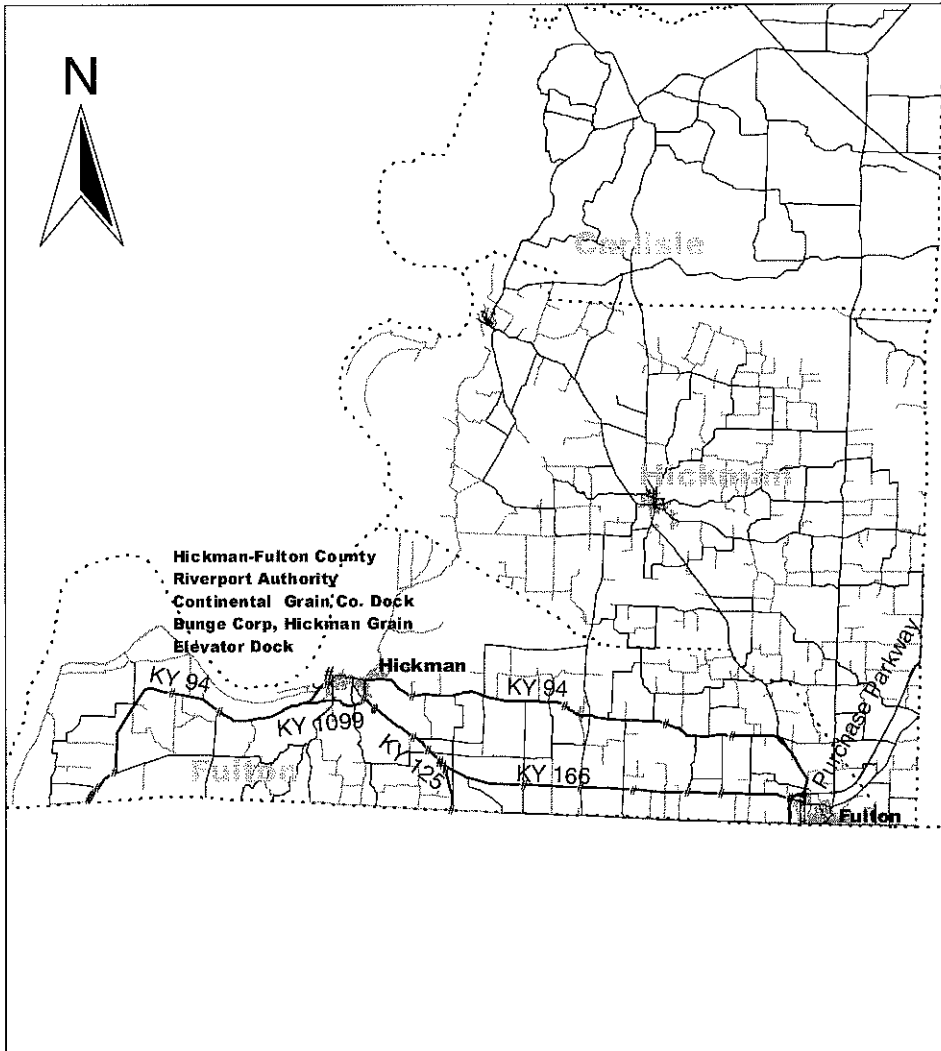 N
Carlisle
Hickman
Hickman-Fulton County
Riverport Authority
Continental Grain Co. Dock
Bunge Corp, Hickman Grain
Elevator Dock
Hickman
KY 94
KY 94
KY 1099
Fulton
KY 125
KY 166
Purchase Parkway
Fulton